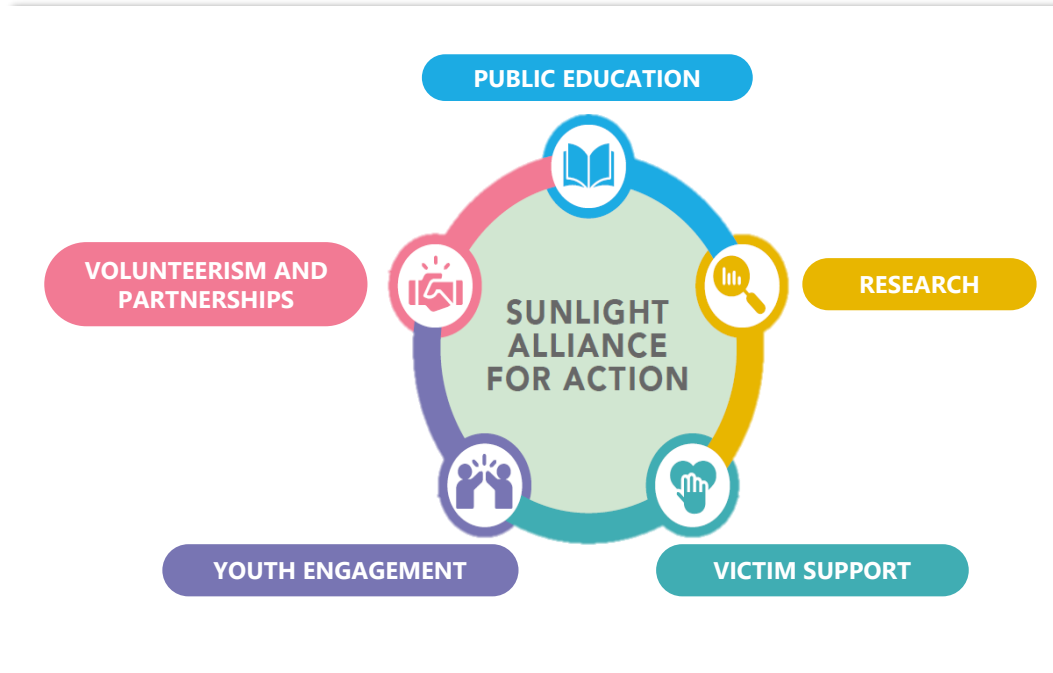 PUBLIC EDUCATION
VOLUNTEERISM AND
PARTNERSHIPS
RESEARCH
SUNLIGHT
ALLIANCE
FOR ACTION
YOUTH ENGAGEMENT
VICTIM SUPPORT